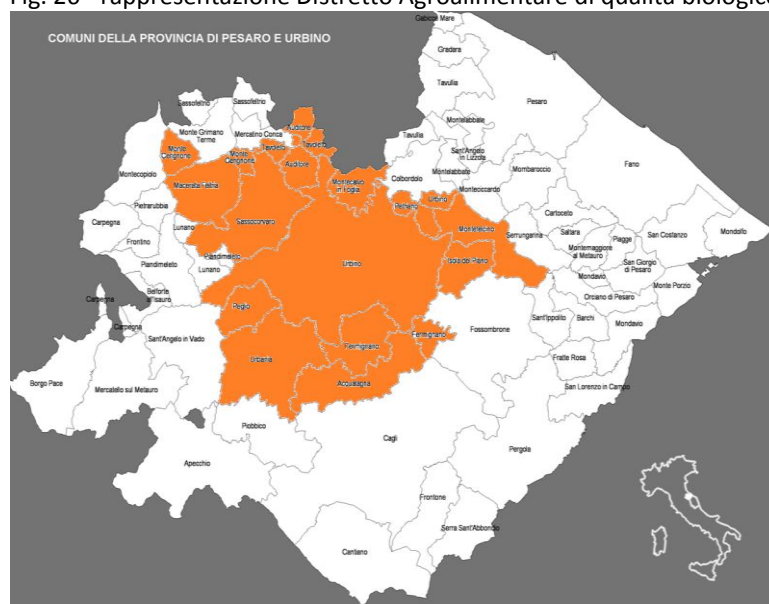 Fig. 20 - rappresentazione Distretto Agroalimentare di qualità biologico
COMUNI DELLA PROVINCIA DI PESARO E URBINO
Gabicce Mare
Gradara
Tavullia
Pesaro
Sassofeltrio
Sassofeltrio
Monte Grimano
Terme
Mercatino Conca
Auditore
Tavoleto
Tavoleto
Monte
Cerignone
Monte
Cerignone
Auditore
Montelabbate
Tavullia
Sant'Angelo
in Lizzola
Fano
Montecopiolo
Macerata Feltria
Montecalvo
in Foglia
Colbordolo
Montelabbate
Mombaroccio
Monteciccardo
Pietrarubbia
Petriano
Urbino
Cartoceto
Carpegna
Lunano
Sassocorvaro
Montefelcino
Serrungarina
Saltara
Piagge
San Costanzo
Mondolfo
Frontino
Montemaggiore
al Metauro
Piandimeleto
Piandimeleto
Lunano
Urbino
Isola del Piano
San Giorgio
di Pesaro
Mondavio
Monte Porzio
Belforte
all'Isauro
Carpegna
Peglio
Orciano di Pesaro
Carpegna
Sant'Angelo in Vado
Fermignano
Fossombrone
Sant'Ippolito
Barchi
Mondavio
Fermignano
Urbania
Fratte Rosa
Borgo Pace
Mercatello sul Metauro
Acqualagna
San Lorenzo in Campo
Piobbico
Cagli
Pergola
Apecchio
Frontone
Serra Sant'Abbondio
Cantiano